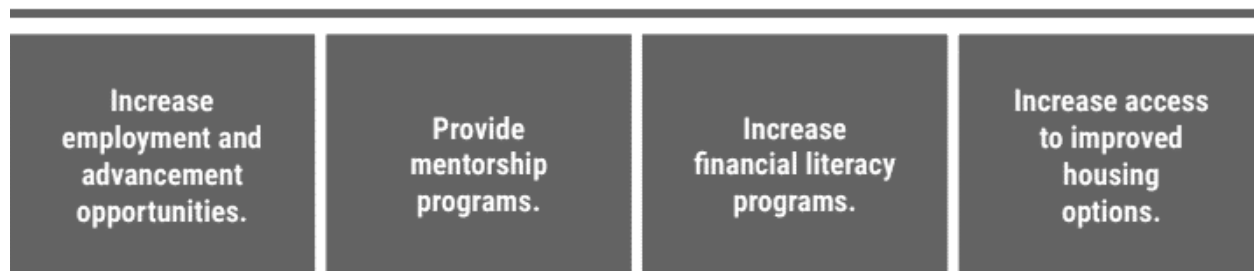 Increase
employment and
advancement
opportunities.
Provide
mentorship
programs.
Increase
financial literacy
programs.
Increase access
to improved
housing
options.